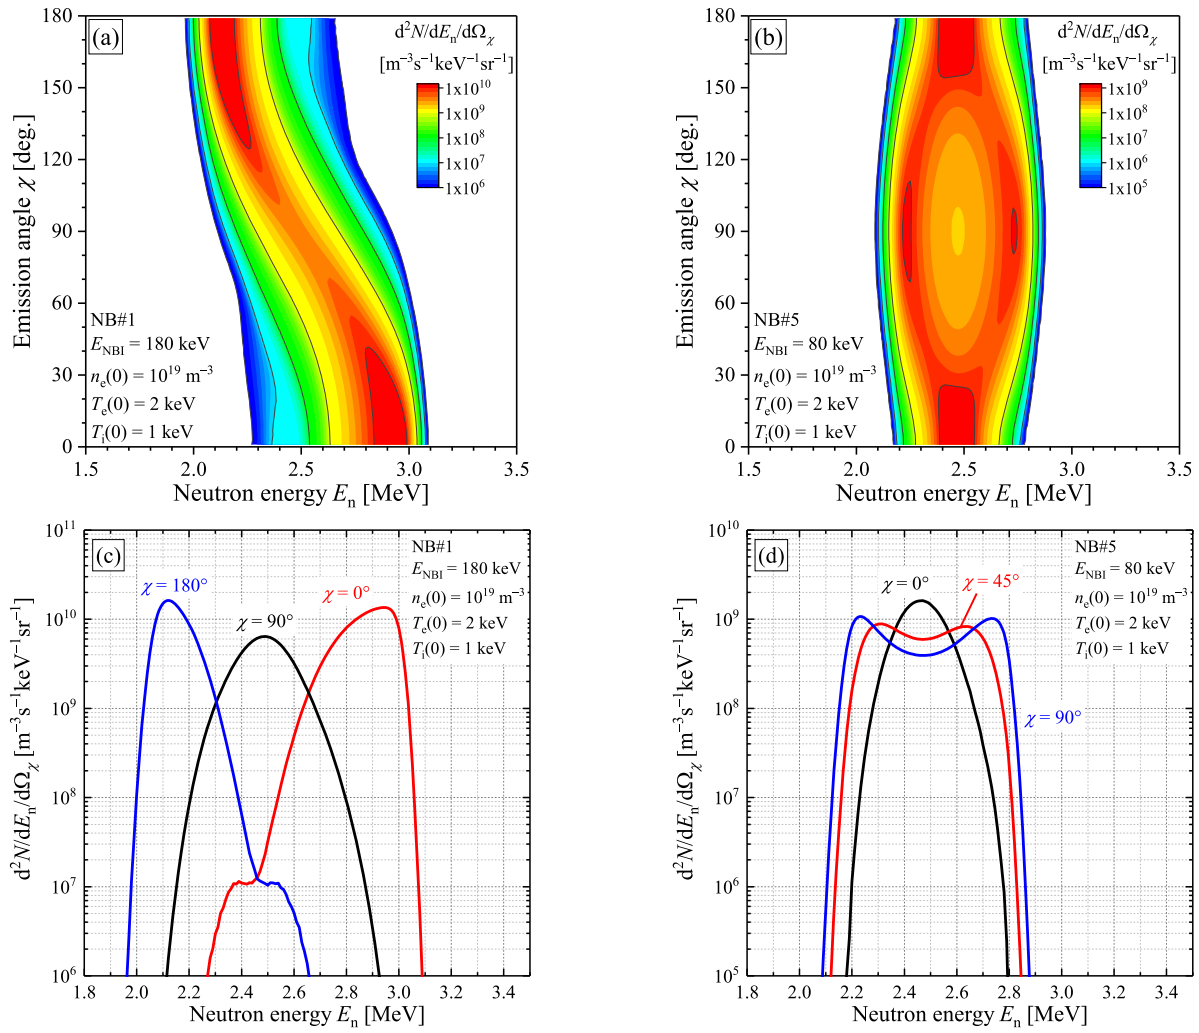 (a)
d²N/dEₙ/dΩᵪ
[m⁻³s⁻¹keV⁻¹sr⁻¹]
1x10¹⁰
1x10⁹
1x10⁸
1x10⁷
1x10⁶
180
150
120
90
60
30
0
Emission angle χ [deg.]
NB#1
E_NBI = 180 keV
nₑ(0) = 10¹⁹ m⁻³
Tₑ(0) = 2 keV
Tᵢ(0) = 1 keV
1.5 2.0 2.5 3.0 3.5
Neutron energy Eₙ [MeV]
(b)
d²N/dEₙ/dΩᵪ
[m⁻³s⁻¹keV⁻¹sr⁻¹]
1x10⁹
1x10⁸
1x10⁷
1x10⁶
1x10⁵
180
150
120
90
60
30
0
Emission angle χ [deg.]
NB#5
E_NBI = 80 keV
nₑ(0) = 10¹⁹ m⁻³
Tₑ(0) = 2 keV
Tᵢ(0) = 1 keV
1.5 2.0 2.5 3.0 3.5
Neutron energy Eₙ [MeV]
(c)
NB#1
E_NBI = 180 keV
nₑ(0) = 10¹⁹ m⁻³
Tₑ(0) = 2 keV
Tᵢ(0) = 1 keV
χ = 180°
χ = 90°
χ = 0°
10¹¹
10¹⁰
10⁹
10⁸
10⁷
10⁶
d²N/dEₙ/dΩᵪ [m⁻³s⁻¹keV⁻¹sr⁻¹]
1.8 2.0 2.2 2.4 2.6 2.8 3.0 3.2 3.4
Neutron energy Eₙ [MeV]
(d)
NB#5
E_NBI = 80 keV
nₑ(0) = 10¹⁹ m⁻³
Tₑ(0) = 2 keV
Tᵢ(0) = 1 keV
χ = 0°
χ = 45°
χ = 90°
10¹⁰
10⁹
10⁸
10⁷
10⁶
10⁵
d²N/dEₙ/dΩᵪ [m⁻³s⁻¹keV⁻¹sr⁻¹]
1.8 2.0 2.2 2.4 2.6 2.8 3.0 3.2 3.4
Neutron energy Eₙ [MeV]